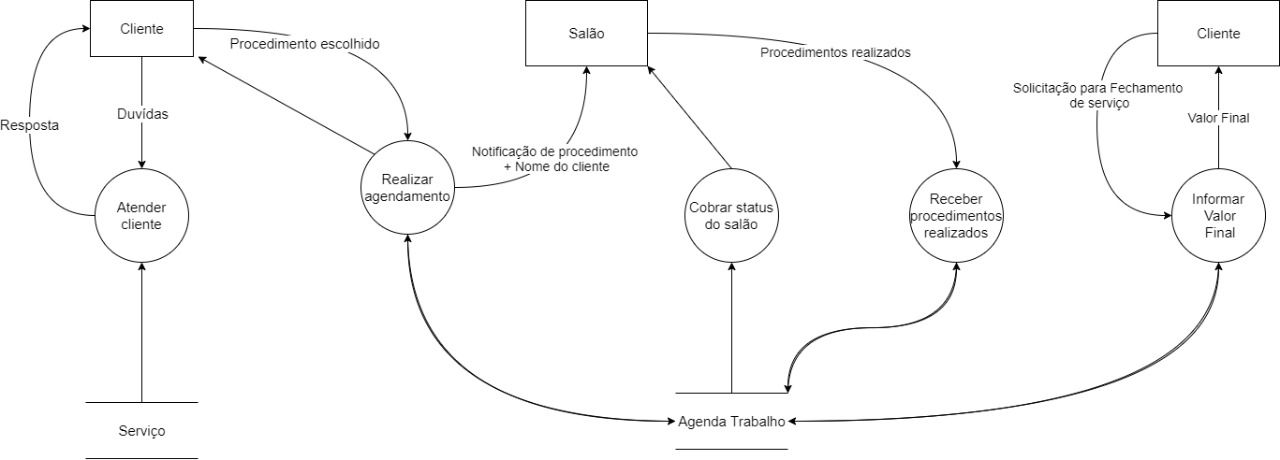 Cliente
Procedimento escolhido
Duvídas
Resposta
Atender
cliente
Serviço
Realizar
agendamento
Notificação de procedimento
+ Nome do cliente
Salão
Procedimentos realizados
Cobrar status
do salão
Receber
procedimentos
realizados
Agenda Trabalho
Cliente
Solicitação para Fechamento
de serviço
Valor Final
Informar
Valor
Final